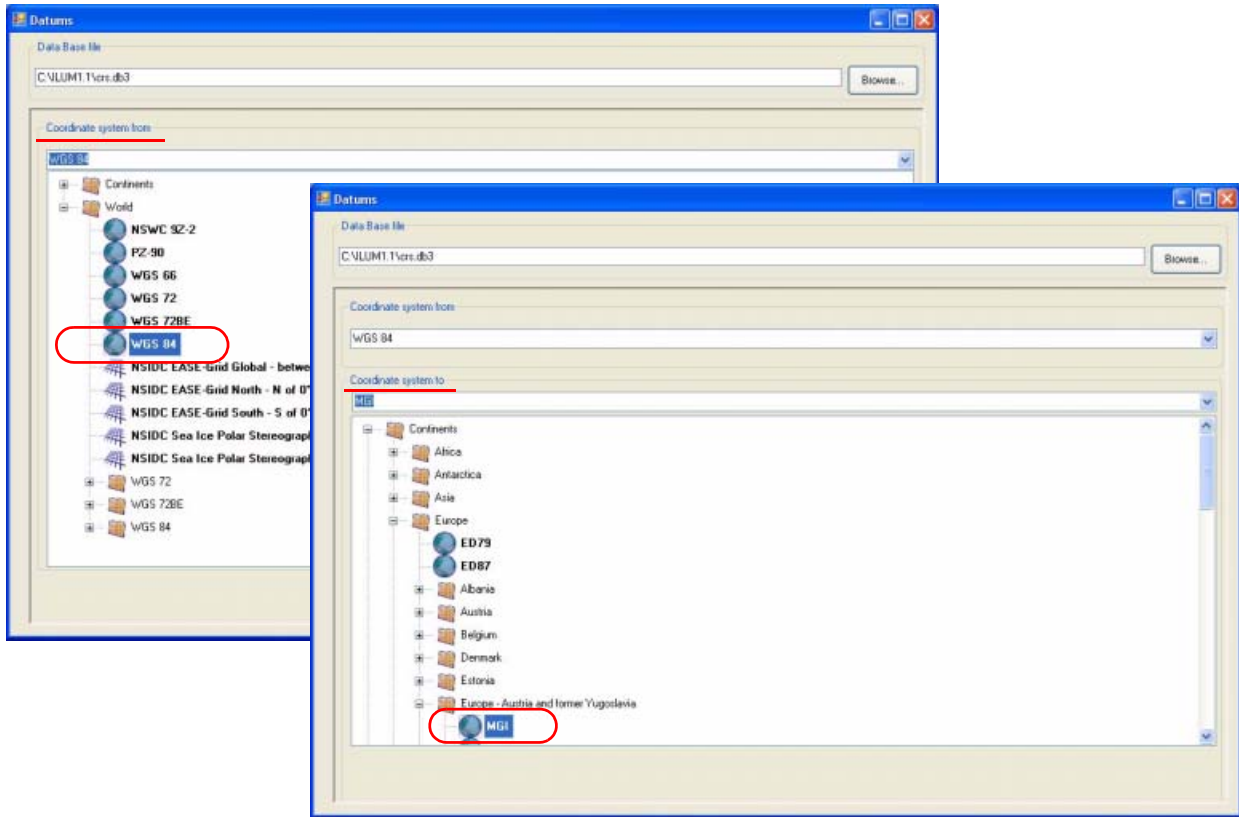 Datums
Data Base file
C:\ILUM1.1\crs.db3
Browse...
Coordinate system from
WGS 84
Continents
World
NSWC 9Z-2
PZ-90
WGS 66
WGS 72
WGS 72BE
WGS 84
NSIDC EASE-Grid Global - betwe
NSIDC EASE-Grid North - N of 0°
NSIDC EASE-Grid South - S of 0°
NSIDC Sea Ice Polar Stereograp
NSIDC Sea Ice Polar Stereograp
WGS 72
WGS 72BE
WGS 84
Datums
Data Base file
C:\ILUM1.1\crs.db3
Browse...
Coordinate system from
WGS 84
Coordinate system to
MGI
Continents
Africa
Antarctica
Asia
Europe
ED79
ED87
Albania
Austria
Belgium
Denmark
Estonia
Europe - Austria and former Yugoslavia
MGI